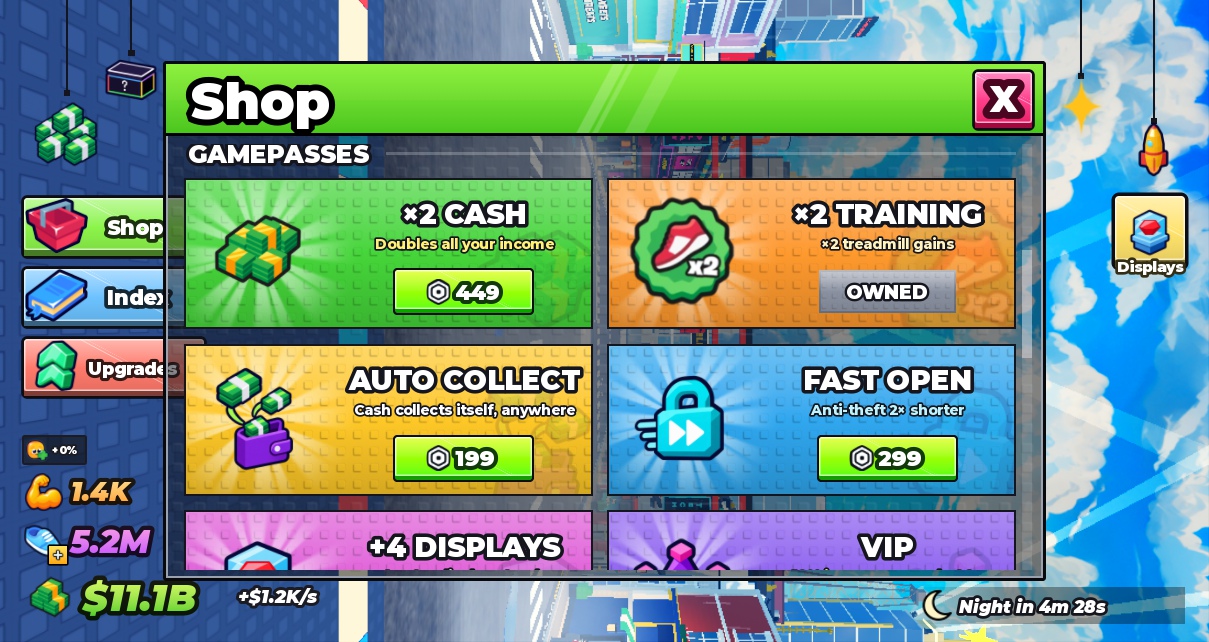 Shop
X
GAMEPASSES
×2 CASH
Doubles all your income
449
×2 TRAINING
×2 treadmill gains
x2
OWNED
AUTO COLLECT
Cash collects itself, anywhere
199
FAST OPEN
Anti-theft 2× shorter
299
+4 DISPLAYS
VIP
?
Shop
Index
Upgrades
+0%
1.4K
5.2M
$11.1B
+$1.2K/s
Displays
Night in 4m 28s